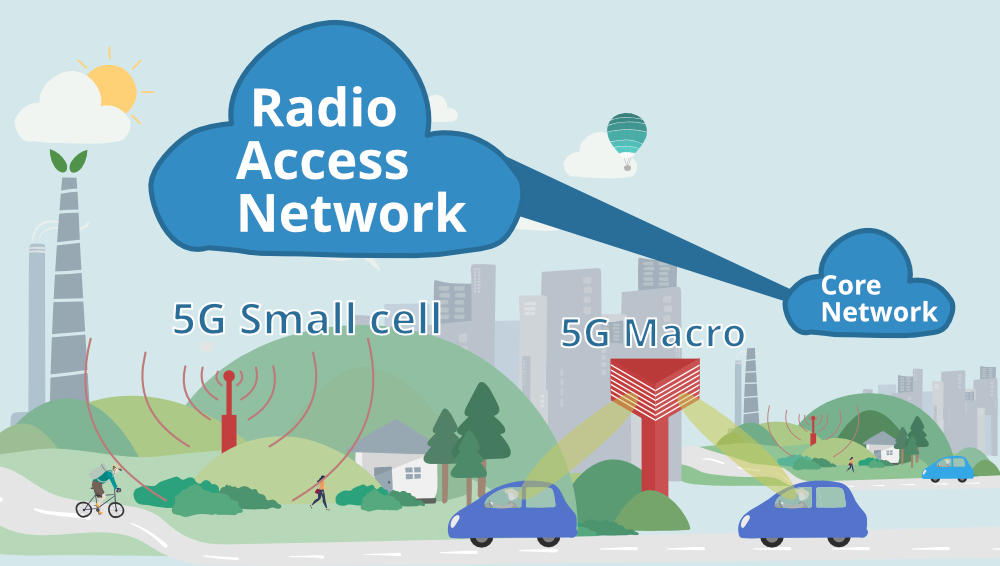 Radio
Access
Network
Core
Network
5G Small cell
5G Macro